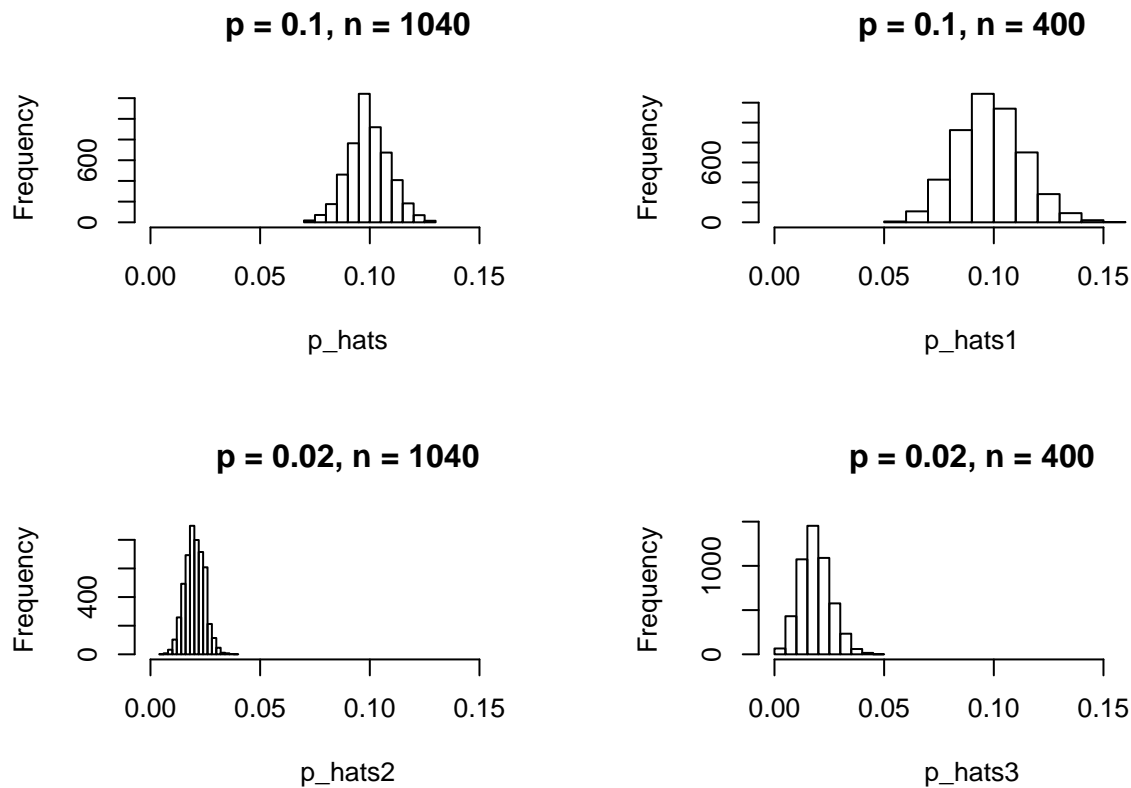 p = 0.1, n = 1040
Frequency
0 600
0.00 0.05 0.10 0.15
p_hats
p = 0.1, n = 400
Frequency
0 600
0.00 0.05 0.10 0.15
p_hats1
p = 0.02, n = 1040
Frequency
0 400
0.00 0.05 0.10 0.15
p_hats2
p = 0.02, n = 400
Frequency
0 1000
0.00 0.05 0.10 0.15
p_hats3